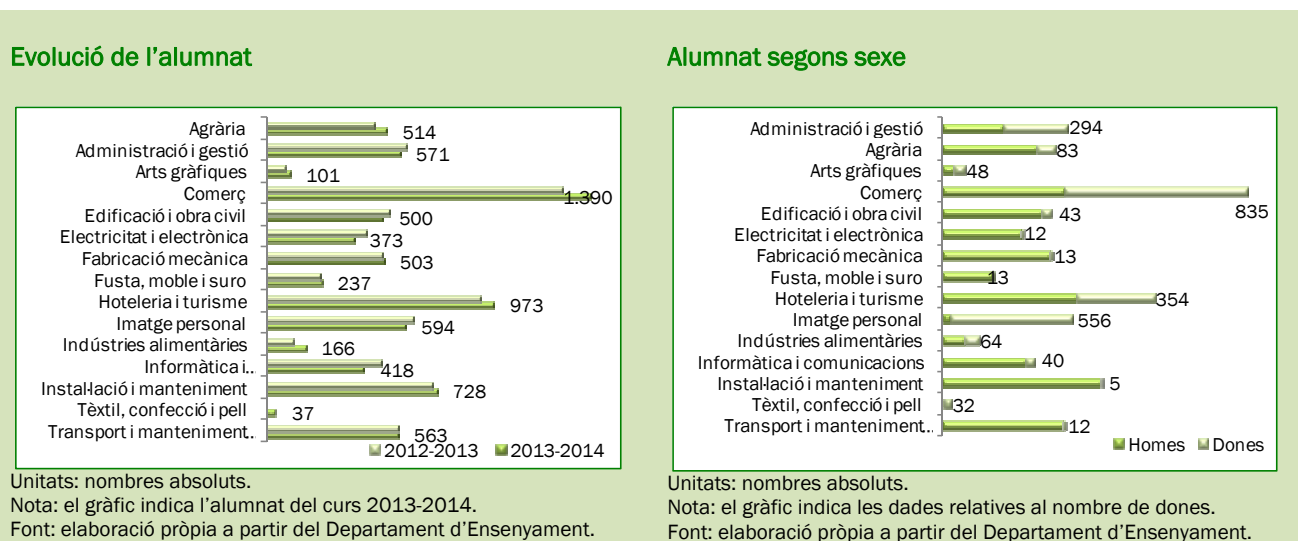 Evolució de l'alumnat
Agrària 514
Administració i gestió 571
Arts gràfiques 101
Comerç 1.390
Edificació i obra civil 500
Electricitat i electrònica 373
Fabricació mecànica 503
Fusta, moble i suro 237
Hoteleria i turisme 973
Imatge personal 594
Indústries alimentàries 166
Informàtica i.. 418
Instal·lació i manteniment 728
Tèxtil, confecció i pell 37
Transport i manteniment.. 563
2012-2013 2013-2014
Unitats: nombres absoluts.
Nota: el gràfic indica l'alumnat del curs 2013-2014.
Font: elaboració pròpia a partir del Departament d'Ensenyament.
Alumnat segons sexe
Administració i gestió 294
Agrària 83
Arts gràfiques 48
Comerç 835
Edificació i obra civil 43
Electricitat i electrònica 12
Fabricació mecànica 13
Fusta, moble i suro 13
Hoteleria i turisme 354
Imatge personal 556
Indústries alimentàries 64
Informàtica i comunicacions 40
Instal·lació i manteniment 5
Tèxtil, confecció i pell 32
Transport i manteniment.. 12
Homes Dones
Unitats: nombres absoluts.
Nota: el gràfic indica les dades relatives al nombre de dones.
Font: elaboració pròpia a partir del Departament d'Ensenyament.